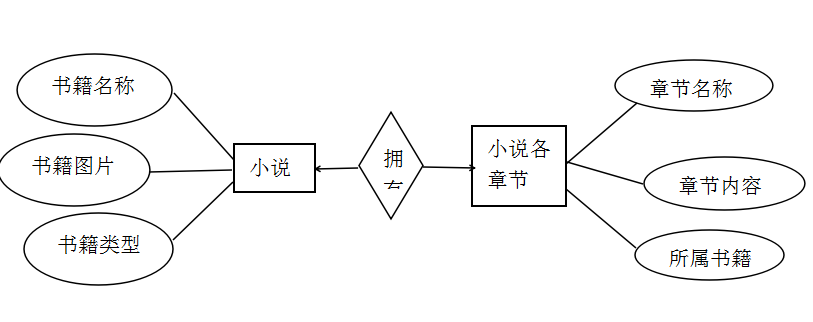 书籍名称
书籍图片
书籍类型
小说
拥
小说各
章节
章节名称
章节内容
所属书籍